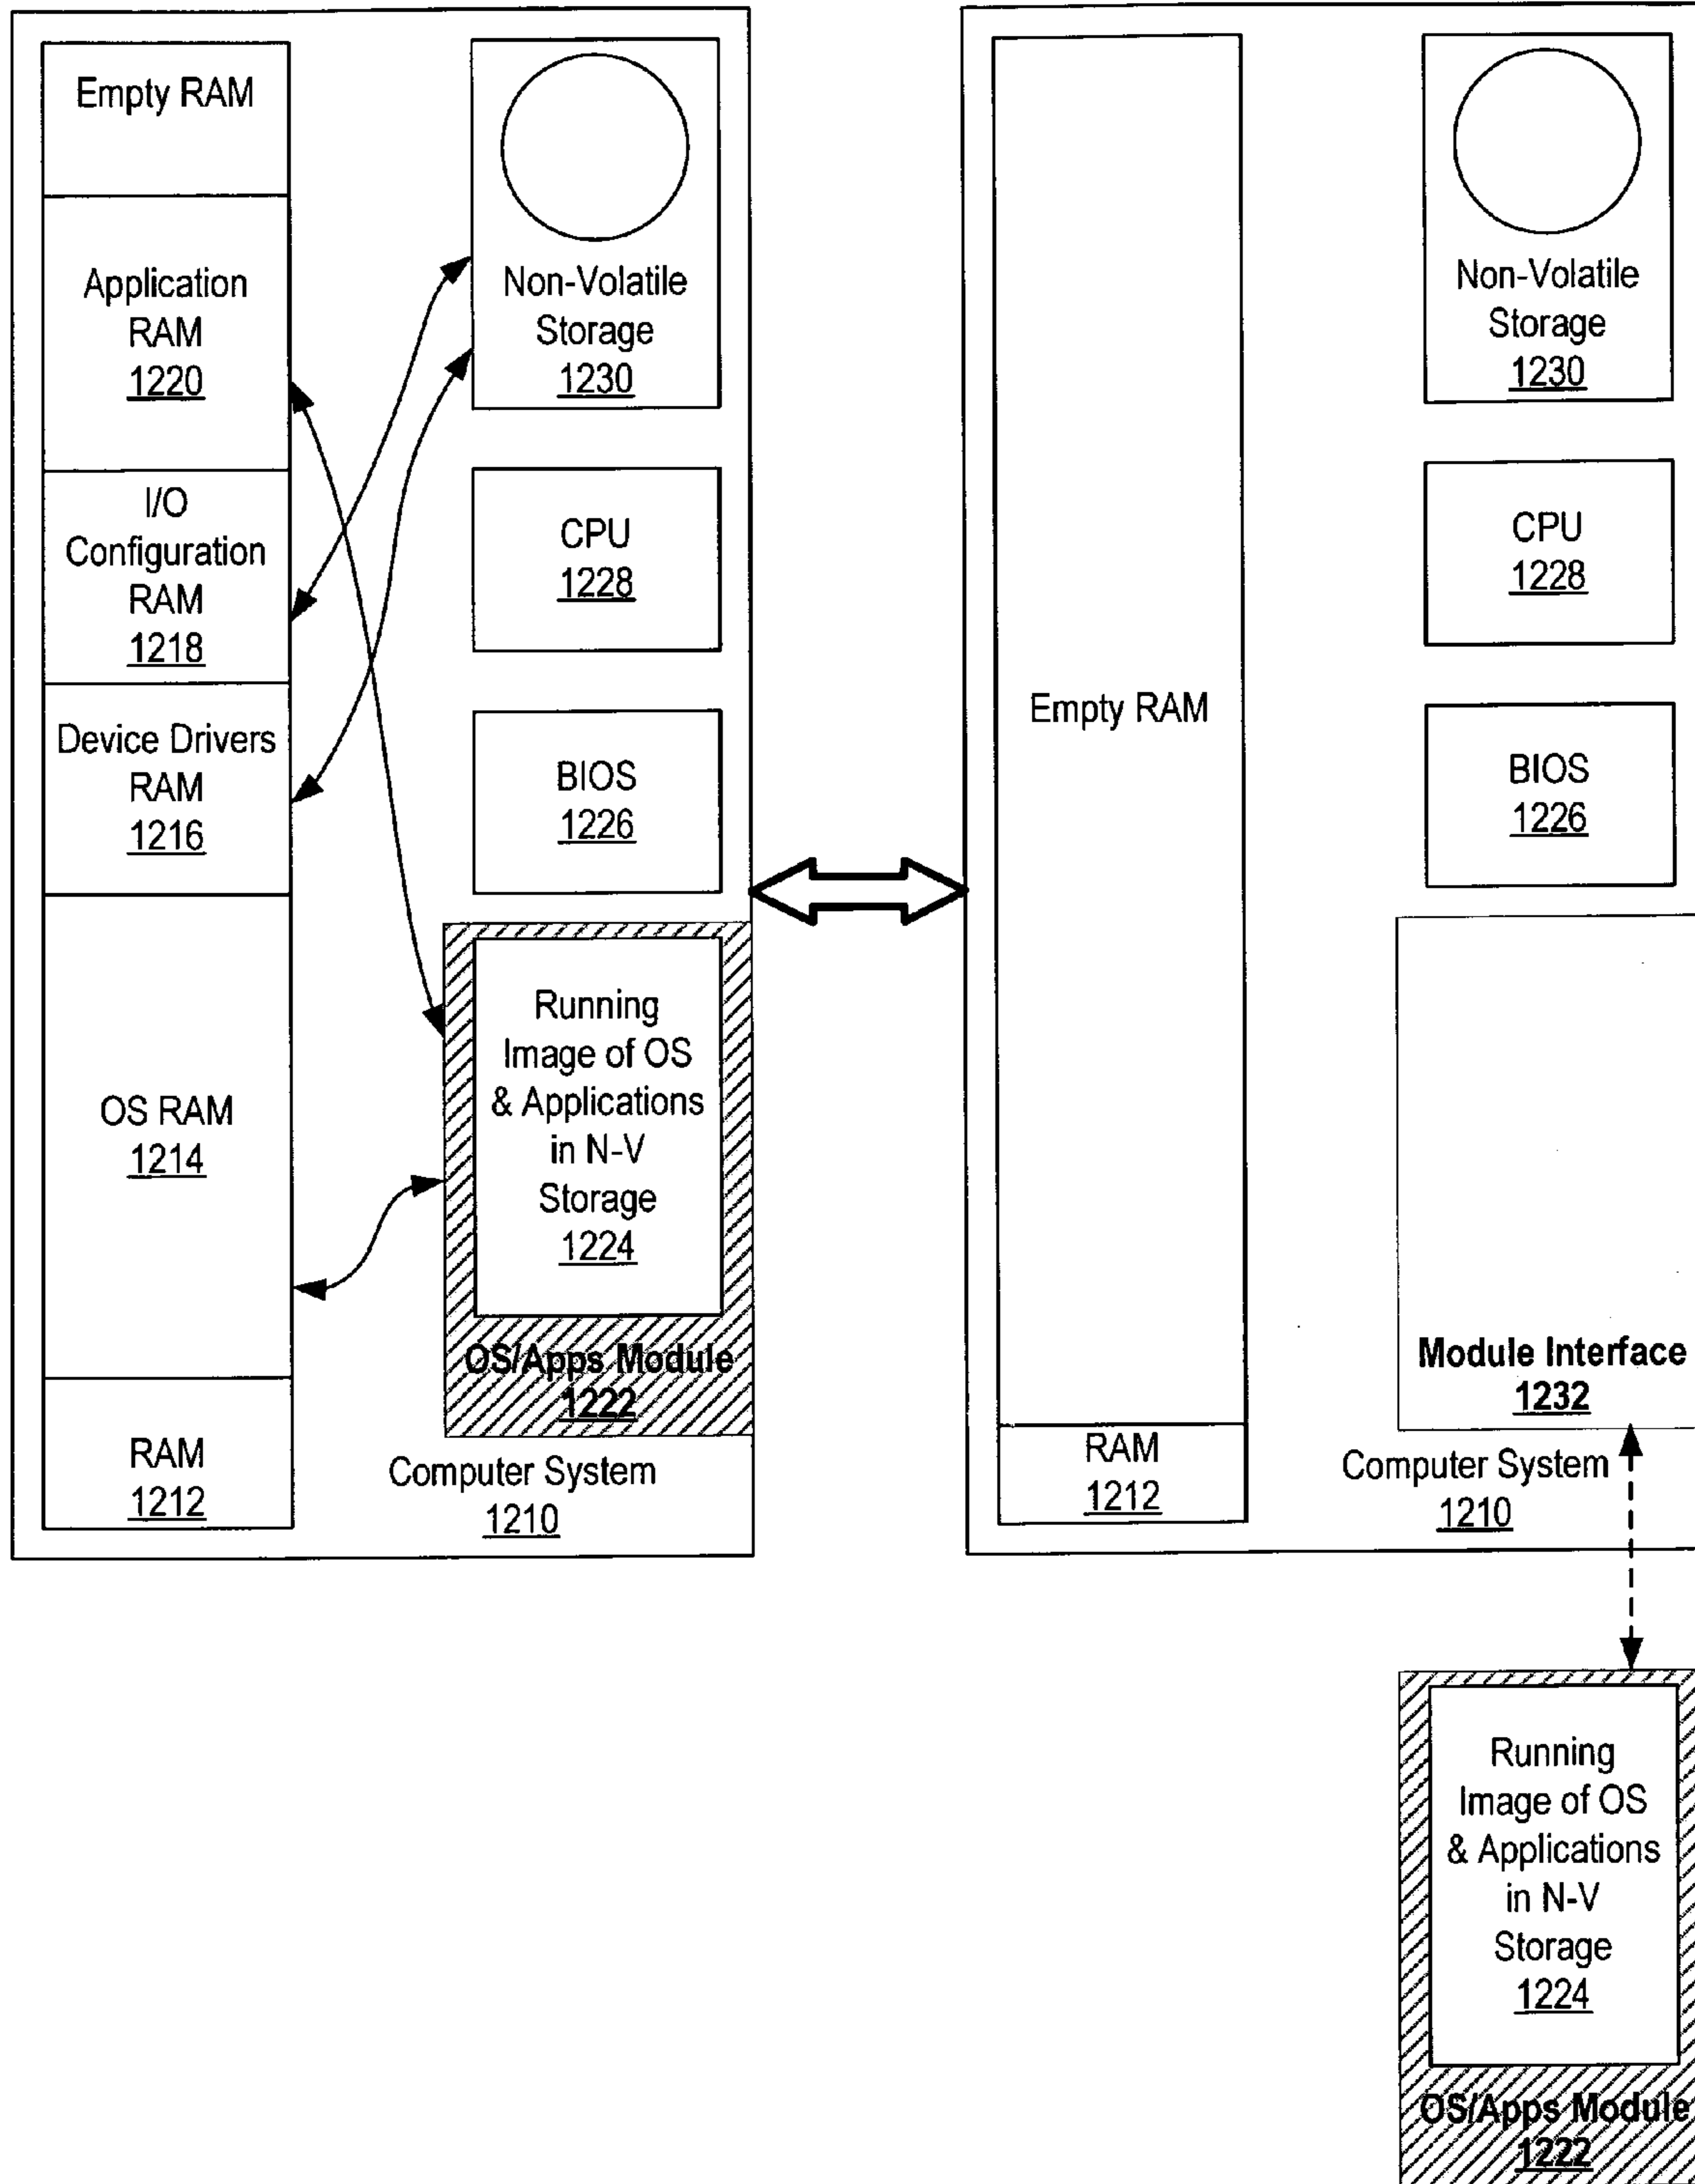 Empty RAM
Application
RAM
1220
I/O
Configuration
RAM
1218
Device Drivers
RAM
1216
OS RAM
1214
RAM
1212
Non-Volatile
Storage
1230
CPU
1228
BIOS
1226
Running
Image of OS
& Applications
in N-V
Storage
1224
OS/Apps Module
1222
Computer System
1210
Empty RAM
RAM
1212
Non-Volatile
Storage
1230
CPU
1228
BIOS
1226
Module Interface
1232
Computer System
1210
Running
Image of OS
& Applications
in N-V
Storage
1224
OS/Apps Module
1222